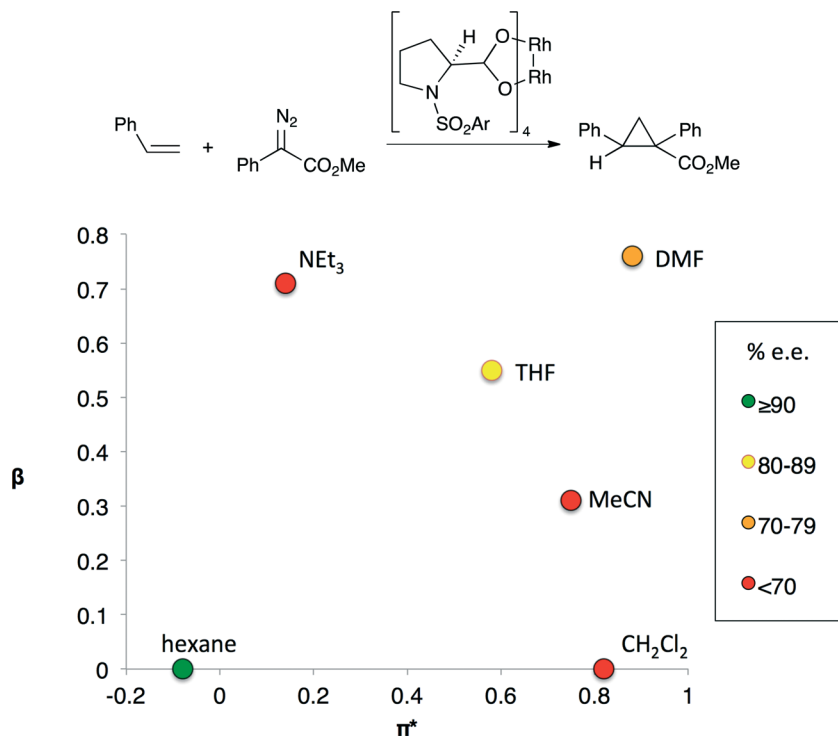 H
O
Rh
O
Rh
N
SO₂Ar
4
Ph
+
N₂
Ph
CO₂Me
Ph
Ph
H
CO₂Me
0.8
0.7
0.6
0.5
0.4
0.3
0.2
0.1
0
β
NEt₃
DMF
THF
MeCN
hexane
CH₂Cl₂
-0.2
0
0.2
0.4
0.6
0.8
1
π*
% e.e.
≥90
80-89
70-79
<70